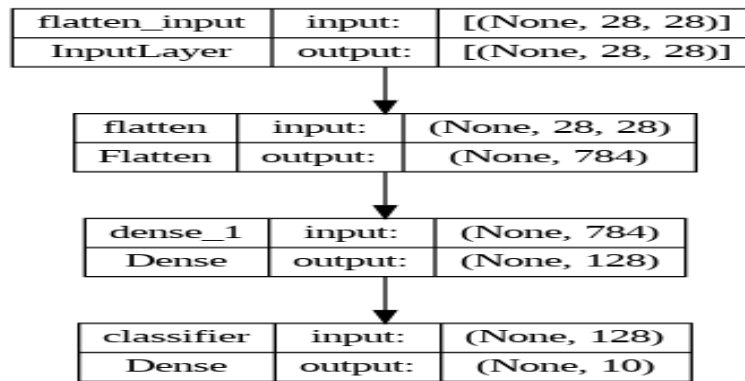 flatten_input input: [(None, 28, 28)]
InputLayer output: [(None, 28, 28)]
flatten input: (None, 28, 28)
Flatten output: (None, 784)
dense_1 input: (None, 784)
Dense output: (None, 128)
classifier input: (None, 128)
Dense output: (None, 10)